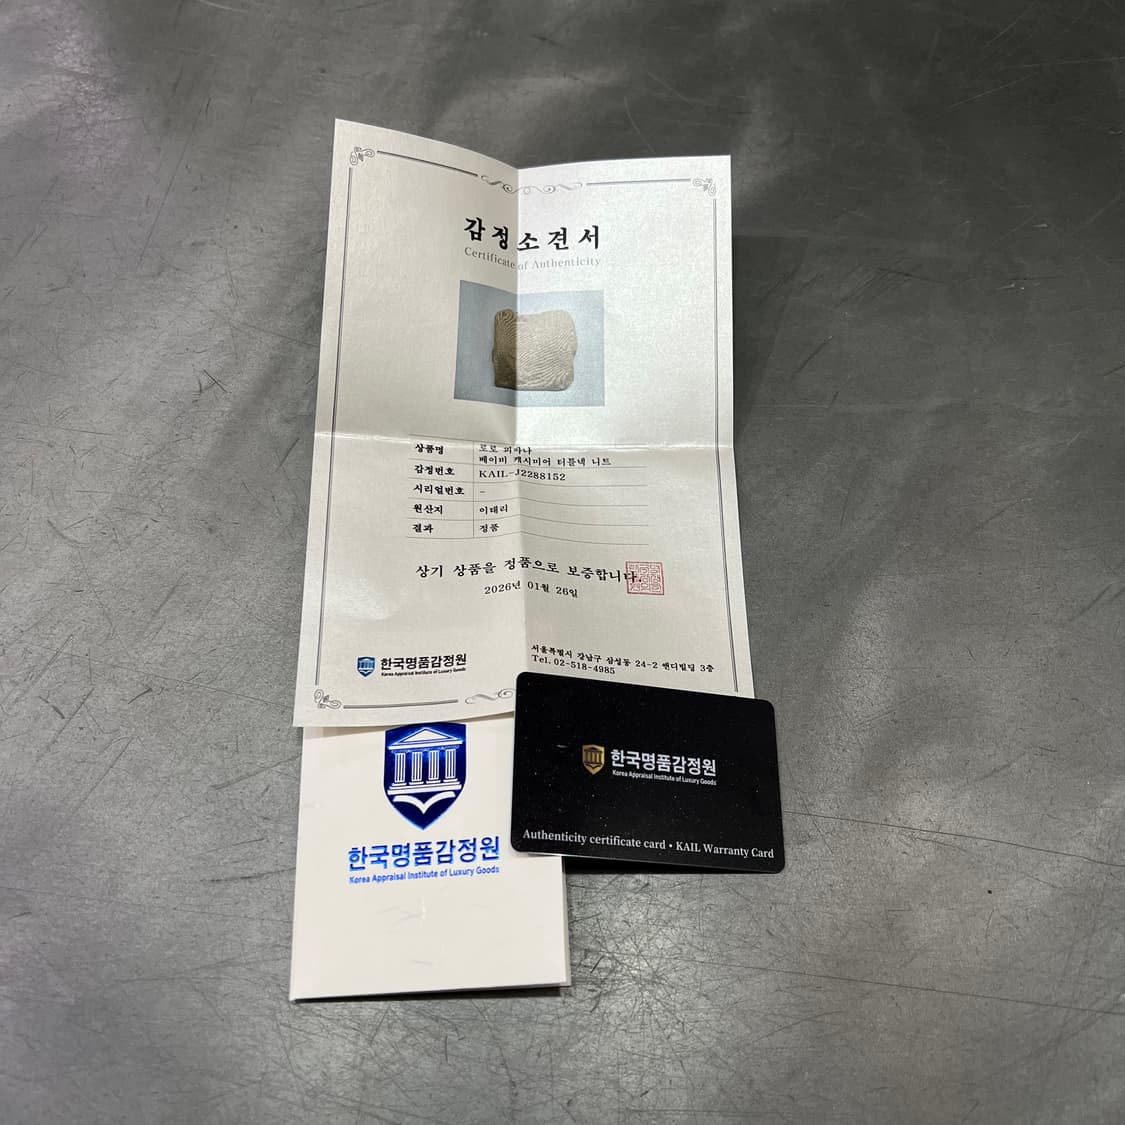 감정소견서
Certificate of Authenticity
상품명 로로 피아나
베이비 캐시미어 터틀넥 니트
감정번호 KAIL-J2288152
시리얼번호 -
원산지 이태리
결과 정품
상기 상품을 정품으로 보증합니다.
2026년 01월 26일
한국명품감정원
Korea Appraisal Institute of Luxury Goods
서울특별시 강남구 삼성동 24-2 앤디빌딩 3층
Tel. 02-518-4985
한국명품감정원
Korea Appraisal Institute of Luxury Goods
한국명품감정원
Korea Appraisal Institute of Luxury Goods
Authenticity certificate card • KAIL Warranty Card